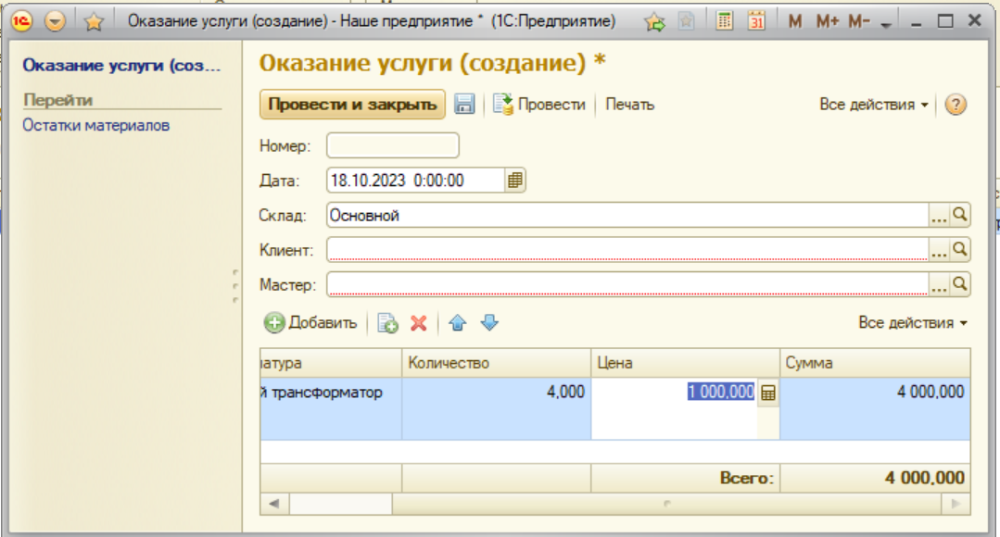 Оказание услуги (создание) - Наше предприятие * (1С:Предприятие)
31 M M+ M-
Оказание услуги (соз...
Перейти
Остатки материалов
Оказание услуги (создание) *
Провести и закрыть Провести Печать Все действия ?
Номер:
Дата: 18.10.2023 0:00:00
Склад: Основной ...
Клиент: ...
Мастер: ...
Добавить Все действия
Количество Цена Сумма
й трансформатор 4,000 1 000,000 4 000,000
Всего: 4 000,000